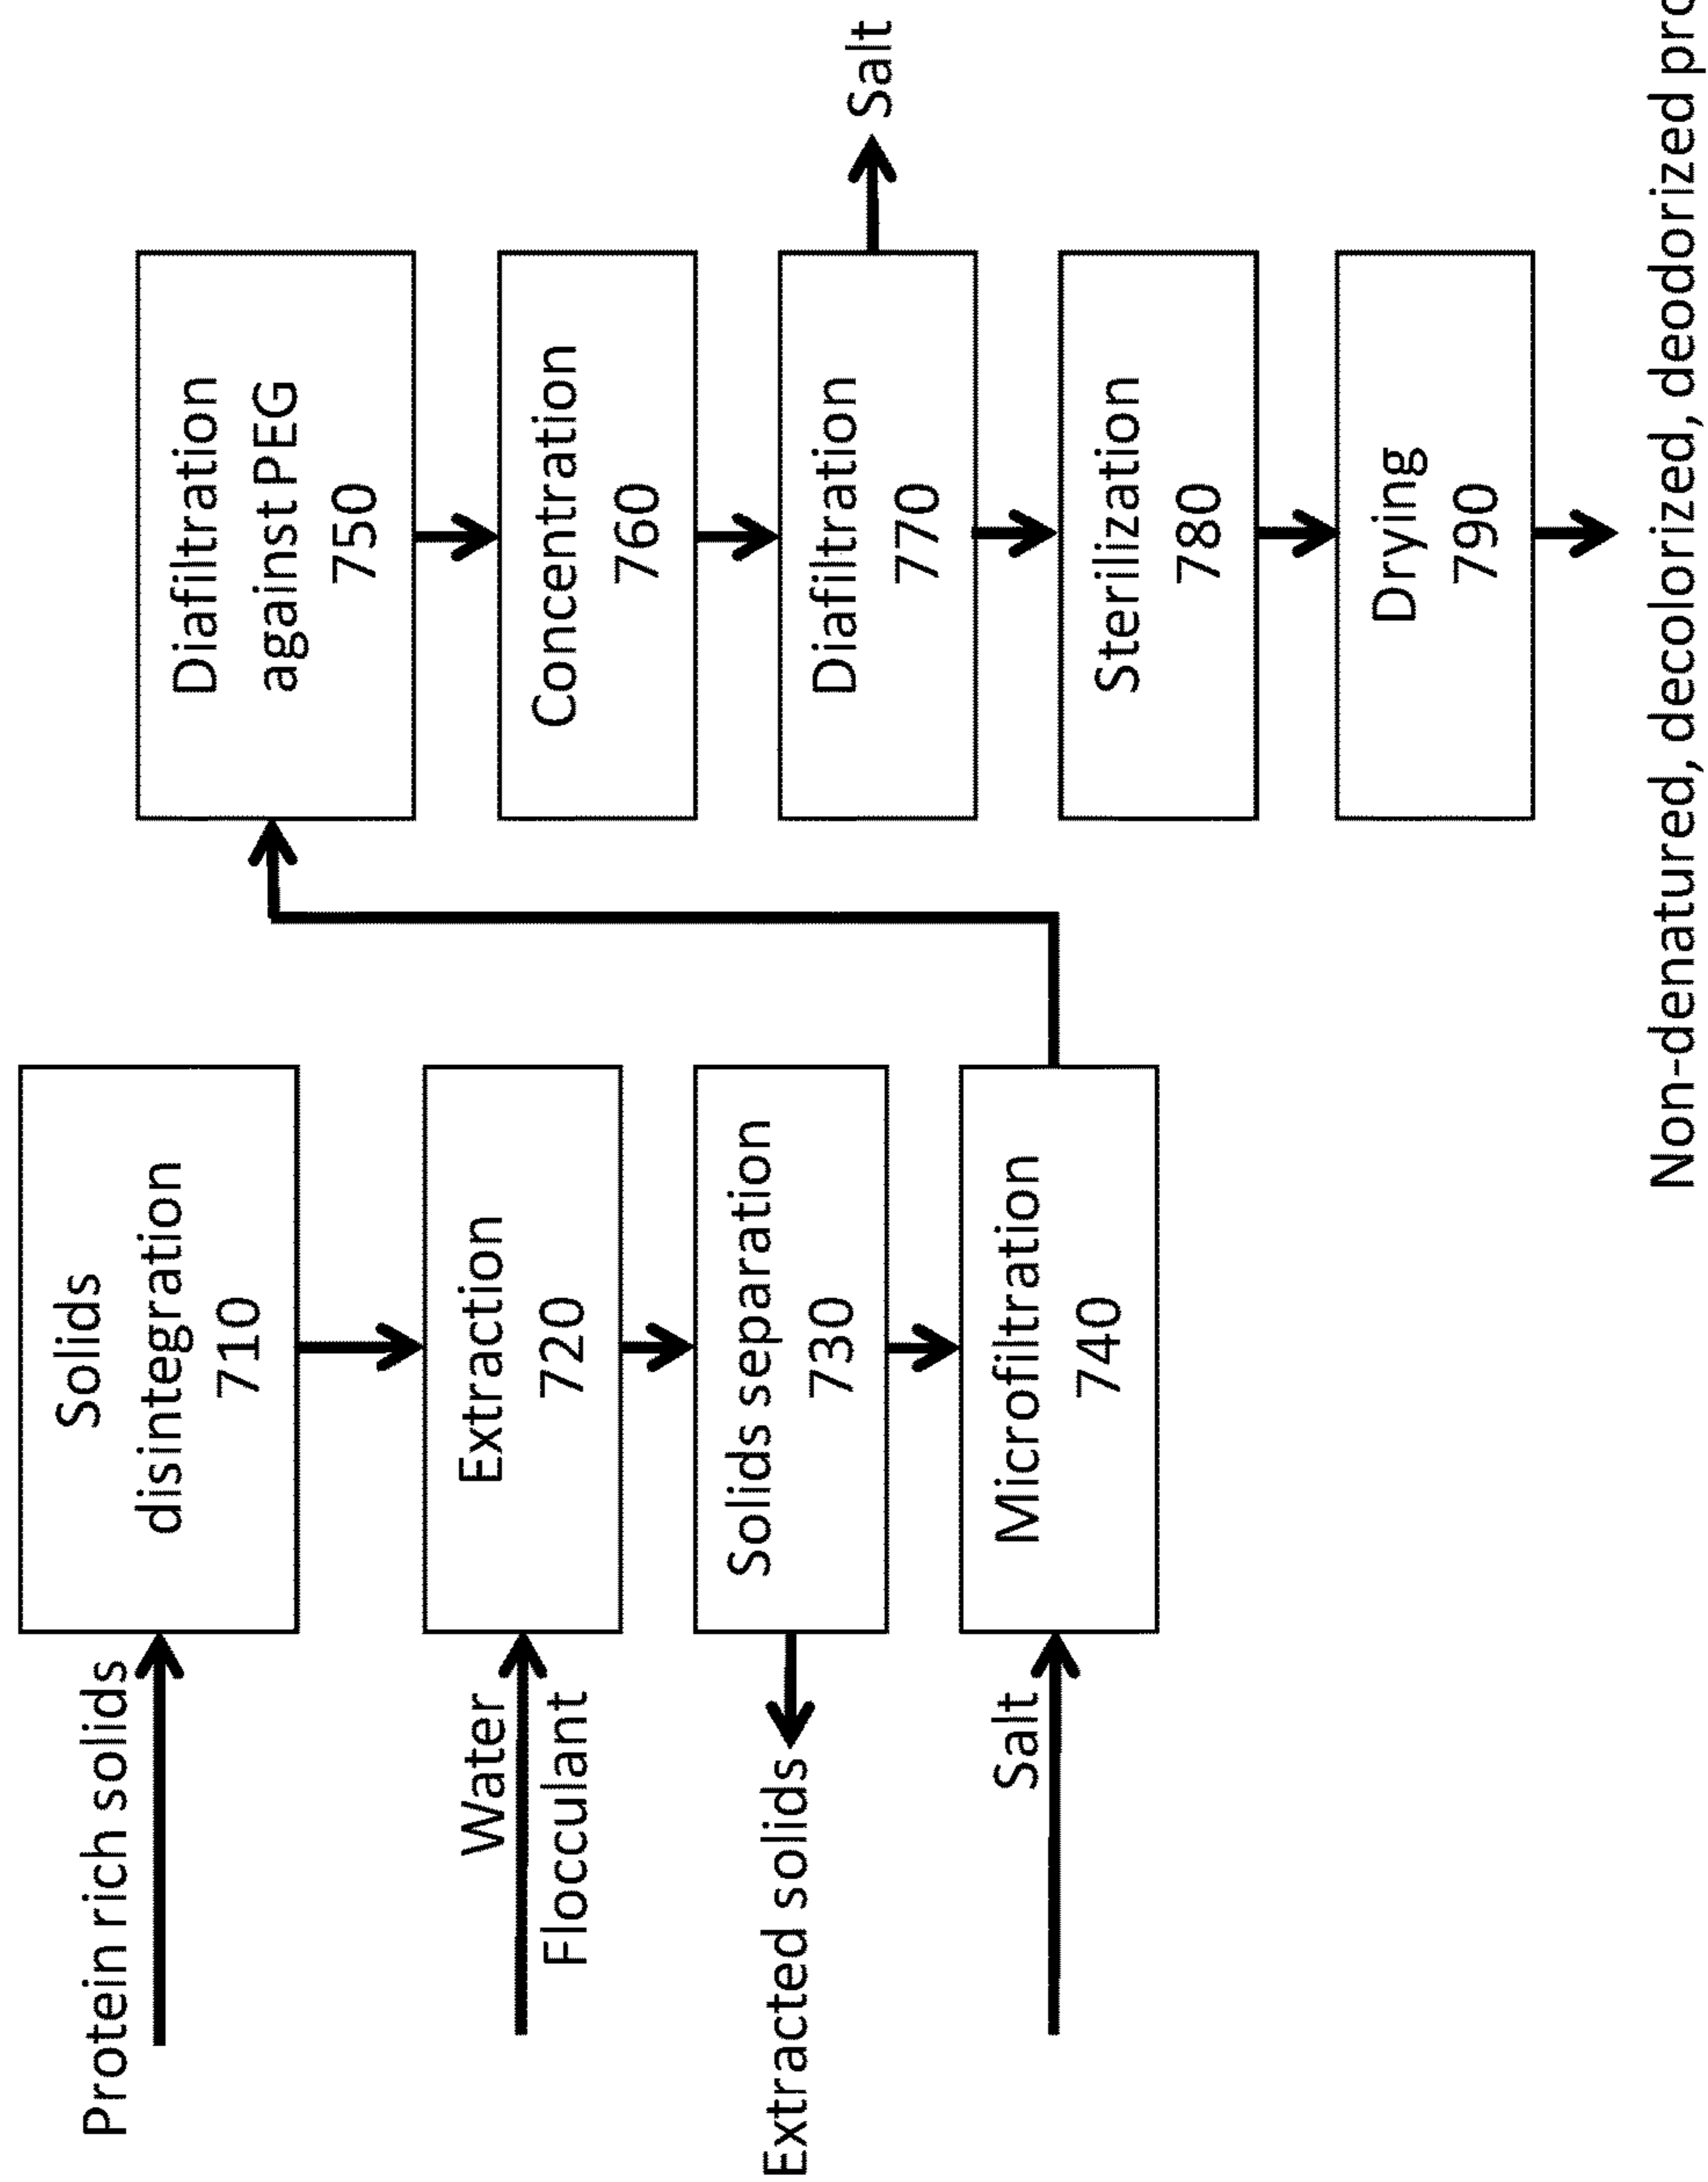 Protein rich solids
Solids
disintegration
710
Water
Flocculant
Extraction
720
Extracted solids
Solids separation
730
Salt
Microfiltration
740
Diafiltration
against PEG
750
Concentration
760
Diafiltration
770
Salt
Sterilization
780
Drying
790
Non-denatured, decolorized, deodorized